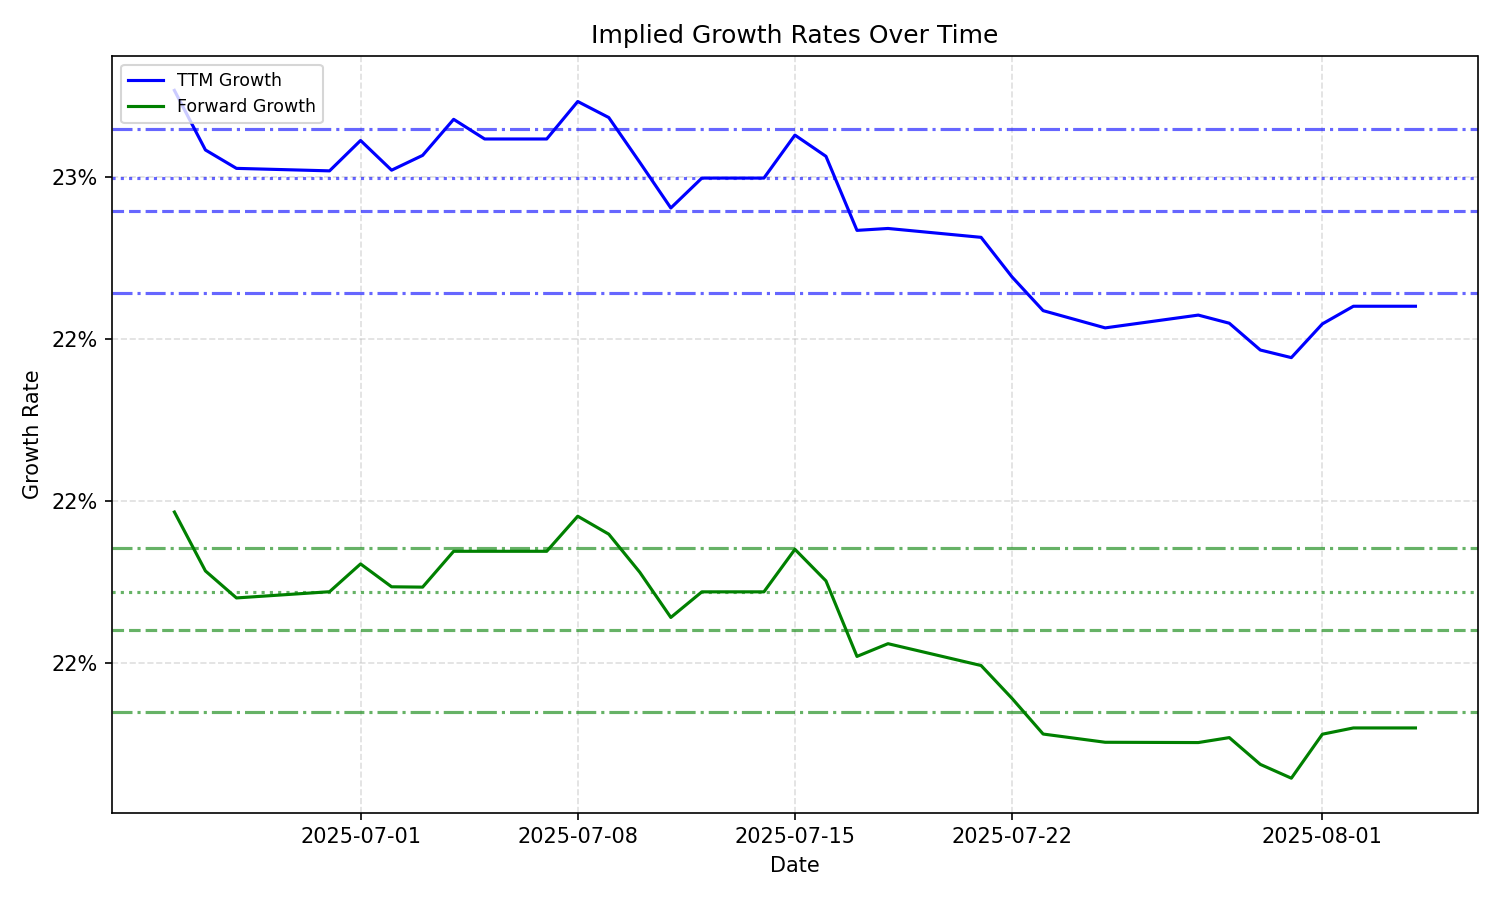 Implied Growth Rates Over Time
TTM Growth
Forward Growth
23%
22%
22%
22%
Growth Rate
2025-07-01
2025-07-08
2025-07-15
2025-07-22
2025-08-01
Date